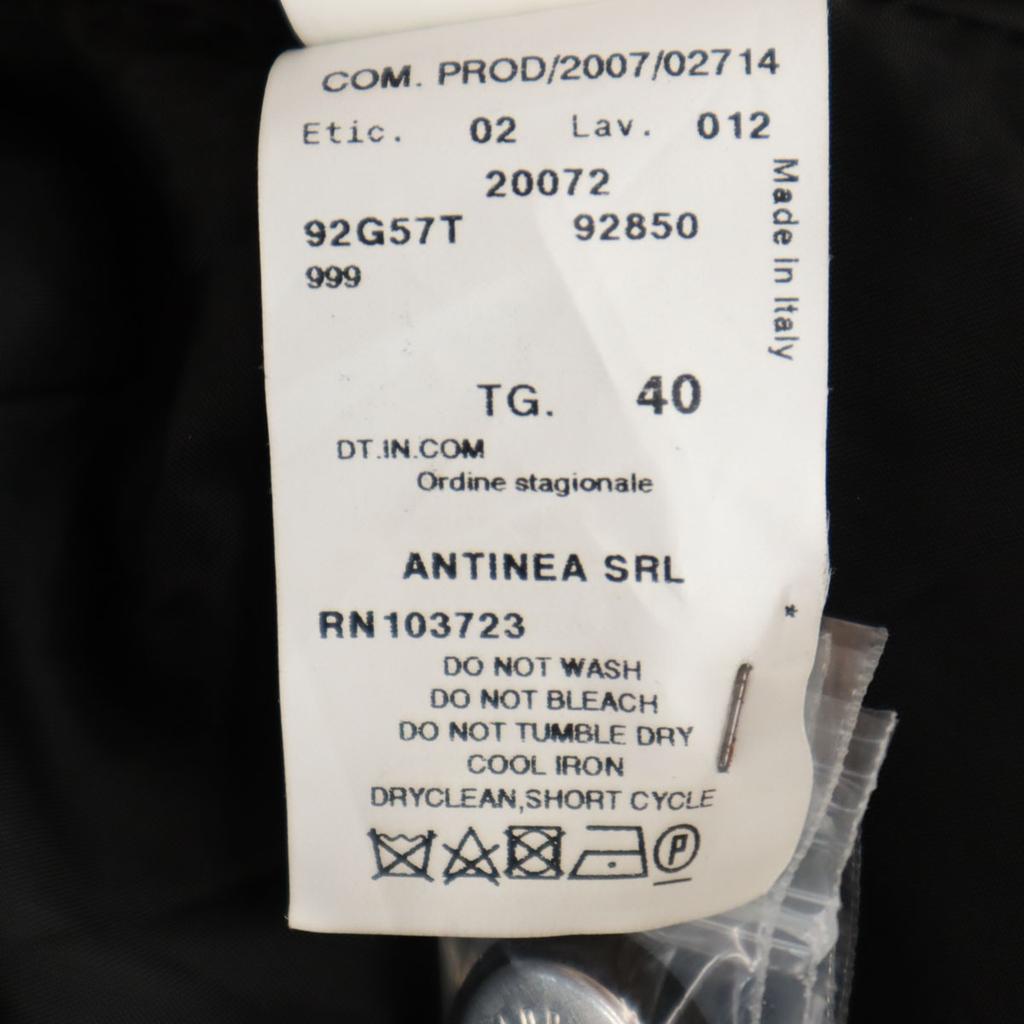 COM. PROD/2007/02714
Etic. 02 Lav. 012
20072
92G57T 92850
999
Made in Italy
TG. 40
DT.IN.COM
Ordine stagionale
ANTINEA SRL
*
RN103723
DO NOT WASH
DO NOT BLEACH
DO NOT TUMBLE DRY
COOL IRON
DRYCLEAN,SHORT CYCLE
P